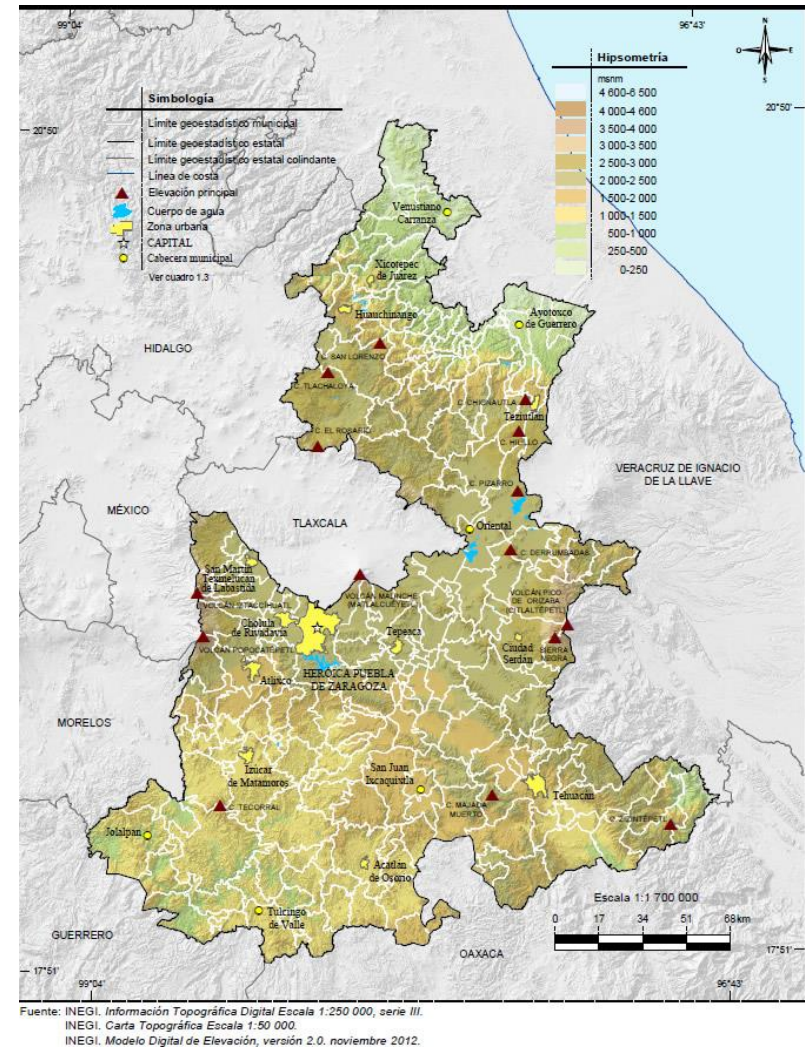 99°04'
96°43'
N
O
E
S
20°50'
20°50'
Simbología
Límite geoestadístico municipal
Límite geoestadístico estatal
Límite geoestadístico estatal colindante
Línea de costa
Elevación principal
Cuerpo de agua
Zona urbana
CAPITAL
Cabecera municipal
Ver cuadro 1.3
Hipsometría
msnm
4 600-6 500
4 000-4 600
3 500-4 000
3 000-3 500
2 500-3 000
2 000-2 500
1 500-2 000
1 000-1 500
500-1 000
250-500
0-250
Venustiano
Carranza
Xicotepec
de Juárez
Huauchinango
Ayotoxco
de Guerrero
HIDALGO
C. SAN LORENZO
C. TLACHALOYA
C. CHIGNAUTLA
Teziutlán
C. EL ROSARIO
C. HILILLO
C. PIZARRO
VERACRUZ DE IGNACIO
DE LA LLAVE
MÉXICO
TLAXCALA
Oriental
C. DERRUMBADAS
San Martín
Texmelucan
de Labastida
VOLCÁN IZTACCÍHUATL
VOLCÁN MALINCHE
(MATLALCUÉYETL)
VOLCÁN PICO
DE ORIZABA
(CITLALTÉPETL)
Cholula
de Rivadavia
VOLCÁN POPOCATÉPETL
Tepeaca
Ciudad
Serdán
SIERRA
NEGRA
HEROICA PUEBLA
DE ZARAGOZA
Atlixco
MORELOS
Izúcar
de Matamoros
San Juan
Ixcaquixtla
Tehuacán
C. TECORRAL
C. MAJADA
MUERTO
C. ZIZINTÉPETL
Jolalpan
Acatlán
de Osorio
Tulcingo
de Valle
GUERRERO
OAXACA
Escala 1:1 700 000
0 17 34 51 68km
17°51'
17°51'
99°04'
96°43'
Fuente: INEGI. Información Topográfica Digital Escala 1:250 000, serie III.
INEGI. Carta Topográfica Escala 1:50 000.
INEGI. Modelo Digital de Elevación, versión 2.0. noviembre 2012.